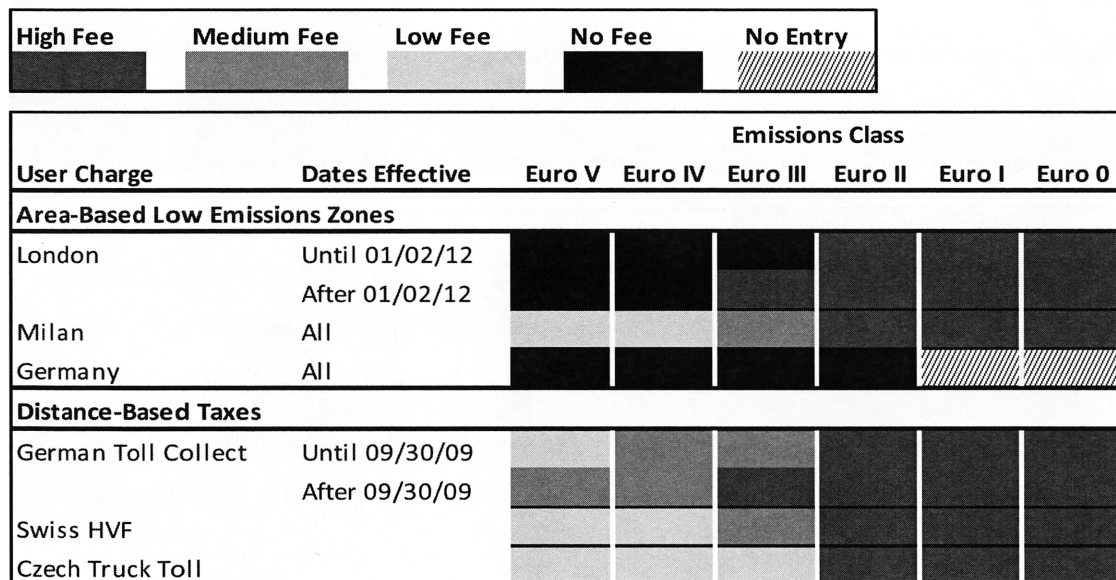 High Fee Medium Fee Low Fee No Fee No Entry
Emissions Class
User Charge Dates Effective Euro V Euro IV Euro III Euro II Euro I Euro 0
Area-Based Low Emissions Zones
London Until 01/02/12
After 01/02/12
Milan All
Germany All
Distance-Based Taxes
German Toll Collect Until 09/30/09
After 09/30/09
Swiss HVF
Czech Truck Toll